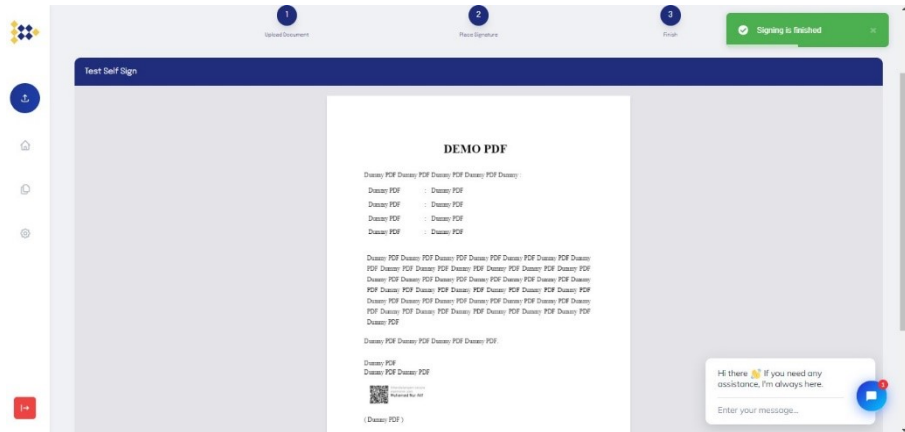 1
2
3
Upload Document
Place Signature
Finish
Signing is finished
Test Self Sign
DEMO PDF
Dummy PDF Dummy PDF Dummy PDF Dummy PDF Dummy :
Dummy PDF : Dummy PDF
Dummy PDF : Dummy PDF
Dummy PDF : Dummy PDF
Dummy PDF : Dummy PDF
Dummy PDF Dummy PDF Dummy PDF Dummy PDF Dummy PDF Dummy PDF Dummy
PDF Dummy PDF Dummy PDF Dummy PDF Dummy PDF Dummy PDF Dummy PDF
Dummy PDF Dummy PDF Dummy PDF Dummy PDF Dummy PDF Dummy PDF Dummy
PDF Dummy PDF Dummy PDF Dummy PDF Dummy PDF Dummy PDF Dummy PDF
Dummy PDF Dummy PDF Dummy PDF Dummy PDF Dummy PDF Dummy PDF Dummy
PDF Dummy PDF Dummy PDF Dummy PDF Dummy PDF Dummy PDF Dummy PDF
Dummy PDF
Dummy PDF Dummy PDF Dummy PDF Dummy PDF.
Dummy PDF
Dummy PDF Dummy PDF
( Dummy PDF )
Hi there 👋 If you need any
assistance, I'm always here.
1
Enter your message...